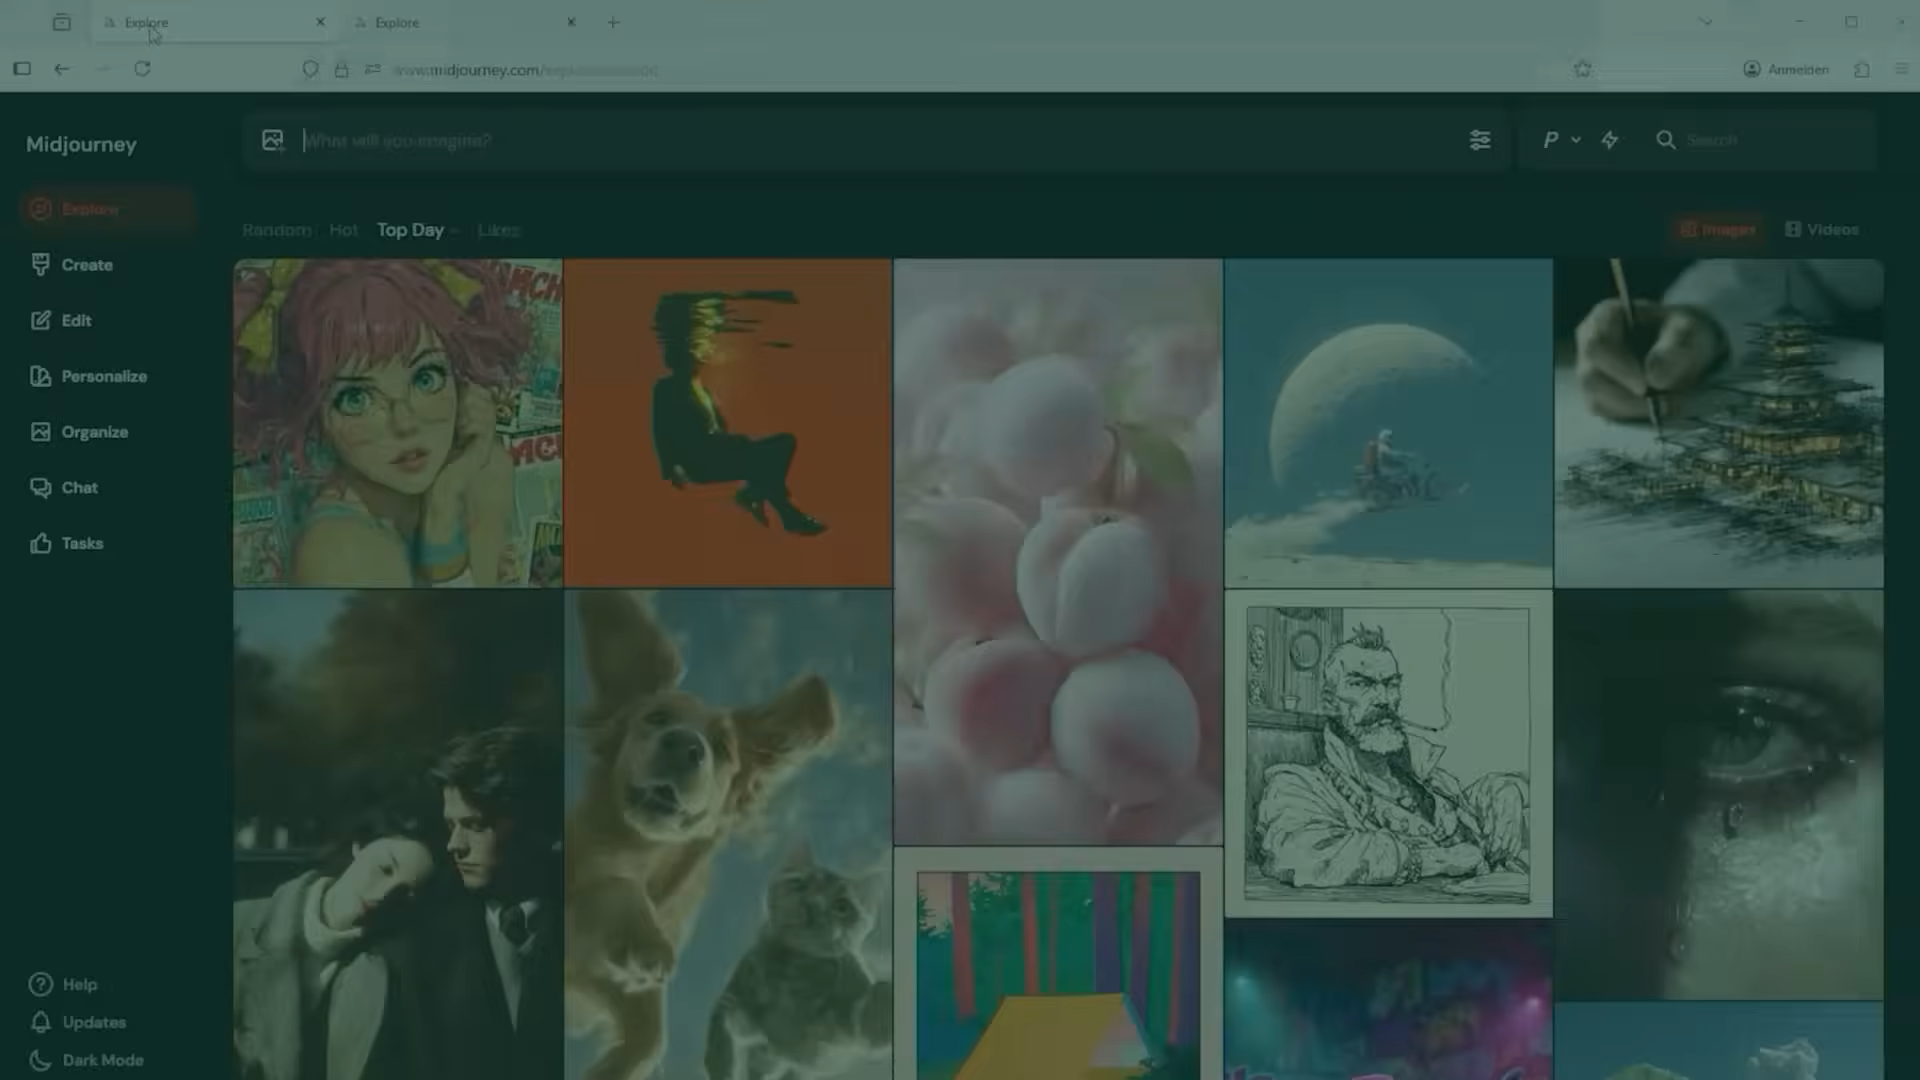 Explore
Explore
www.midjourney.com/
Anmelden
Midjourney
What will you imagine?
P
Search
Explore
Random
Hot
Top Day
Likes
Images
Videos
Create
Edit
Personalize
Organize
Chat
Tasks
Help
Updates
Dark Mode